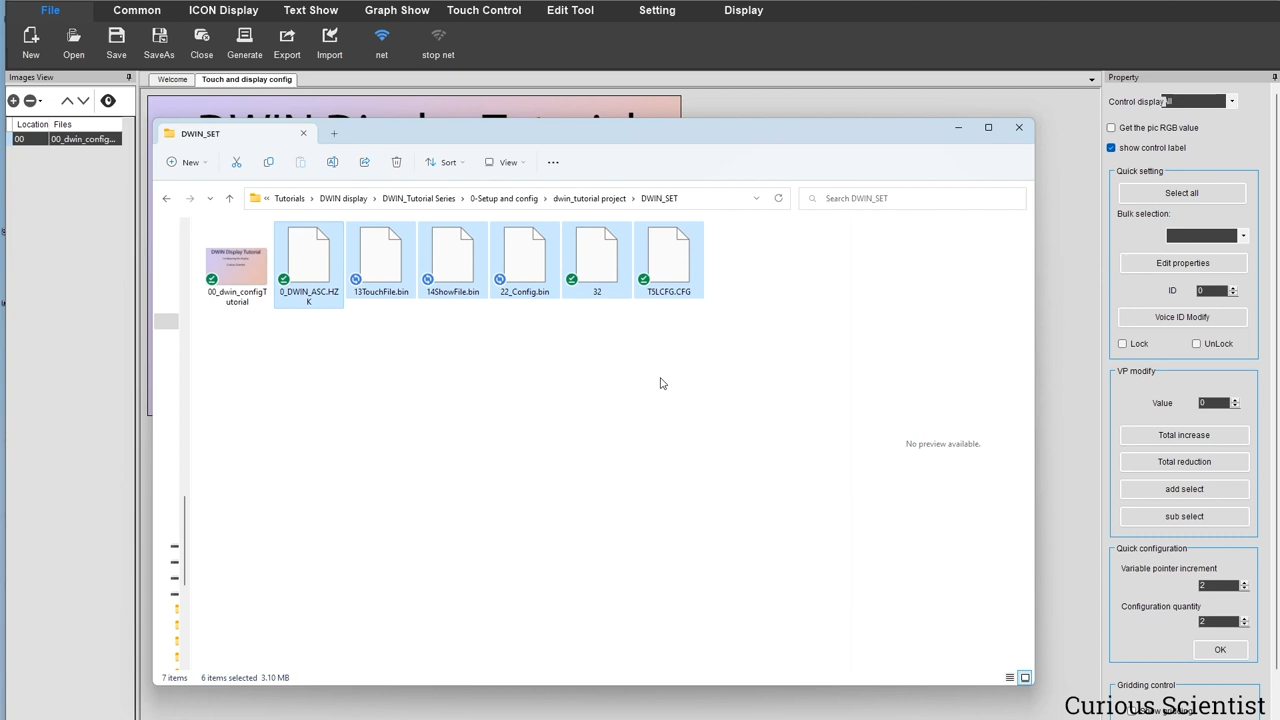 File Common ICON Display Text Show Graph Show Touch Control Edit Tool Setting Display
New Open Save SaveAs Close Generate Export Import net stop net
Images View
Welcome Touch and display config
Property
Location Files
00 00_dwin_config...
DWIN_SET
New Sort View
Tutorials DWIN display DWIN_Tutorial Series 0-Setup and config dwin_tutorial project DWIN_SET
Search DWIN_SET
DWIN Display Tutorial
00_dwin_configT
utorial
0_DWIN_ASC.HZ
K
13TouchFile.bin
14ShowFile.bin
22_Config.bin
32
T5LCFG.CFG
No preview available.
7 items 6 items selected 3.10 MB
Control display
Get the pic RGB value
show control label
Quick setting
Select all
Bulk selection:
Edit properties
ID 0
Voice ID Modify
Lock UnLock
VP modify
Value 0
Total increase
Total reduction
add select
sub select
Quick configuration
Variable pointer increment
2
Configuration quantity
2
OK
Gridding control
Curious Scientist